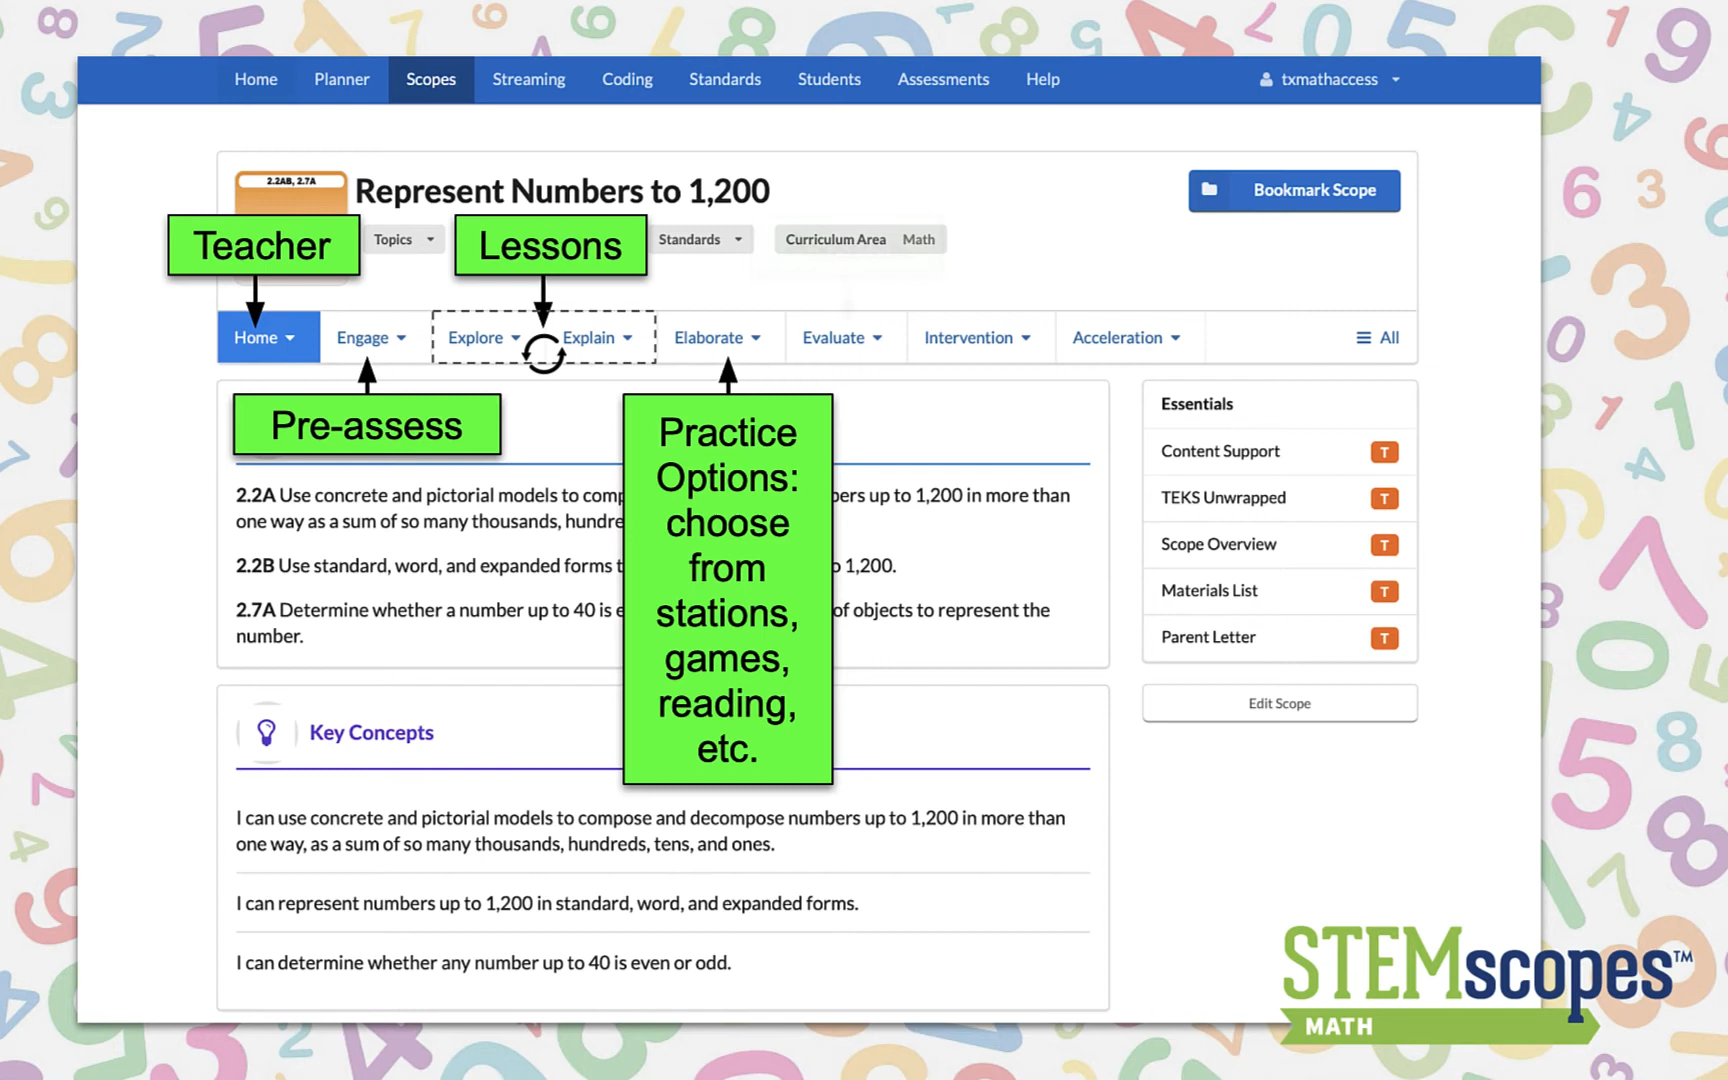 Home Planner Scopes Streaming Coding Standards Students Assessments Help txmathaccess
2.2AB, 2.7A
Represent Numbers to 1,200
Bookmark Scope
Teacher
Topics
Lessons
Standards
Curriculum Area Math
Home Engage Explore Explain Elaborate Evaluate Intervention Acceleration All
Pre-assess
Practice
Options:
choose
from
stations,
games,
reading,
etc.
2.2A Use concrete and pictorial models to comp ers up to 1,200 in more than
one way as a sum of so many thousands, hundre
2.2B Use standard, word, and expanded forms t o 1,200.
2.7A Determine whether a number up to 40 is e of objects to represent the
number.
Key Concepts
I can use concrete and pictorial models to compose and decompose numbers up to 1,200 in more than
one way, as a sum of so many thousands, hundreds, tens, and ones.
I can represent numbers up to 1,200 in standard, word, and expanded forms.
I can determine whether any number up to 40 is even or odd.
Essentials
Content Support T
TEKS Unwrapped T
Scope Overview T
Materials List T
Parent Letter T
Edit Scope
STEMscopes™
MATH